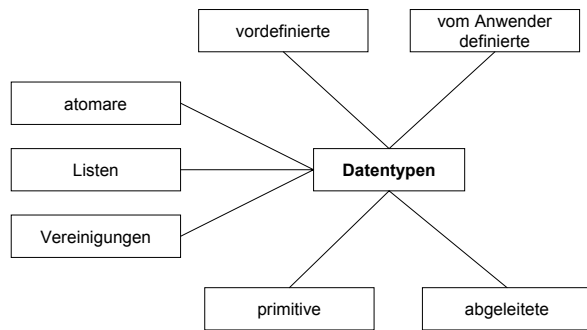 vordefinierte
vom Anwender
definierte
atomare
Listen
Datentypen
Vereinigungen
primitive
abgeleitete